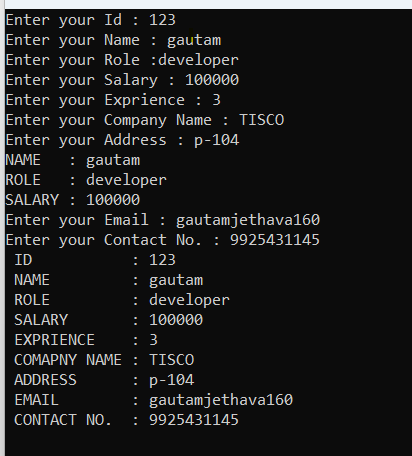 Enter your Id : 123
Enter your Name : gautam
Enter your Role :developer
Enter your Salary : 100000
Enter your Exprience : 3
Enter your Company Name : TISCO
Enter your Address : p-104
NAME   : gautam
ROLE   : developer
SALARY : 100000
Enter your Email : gautamjethava160
Enter your Contact No. : 9925431145
 ID           : 123
 NAME         : gautam
 ROLE         : developer
 SALARY       : 100000
 EXPRIENCE    : 3
 COMAPNY NAME : TISCO
 ADDRESS      : p-104
 EMAIL        : gautamjethava160
 CONTACT NO.  : 9925431145